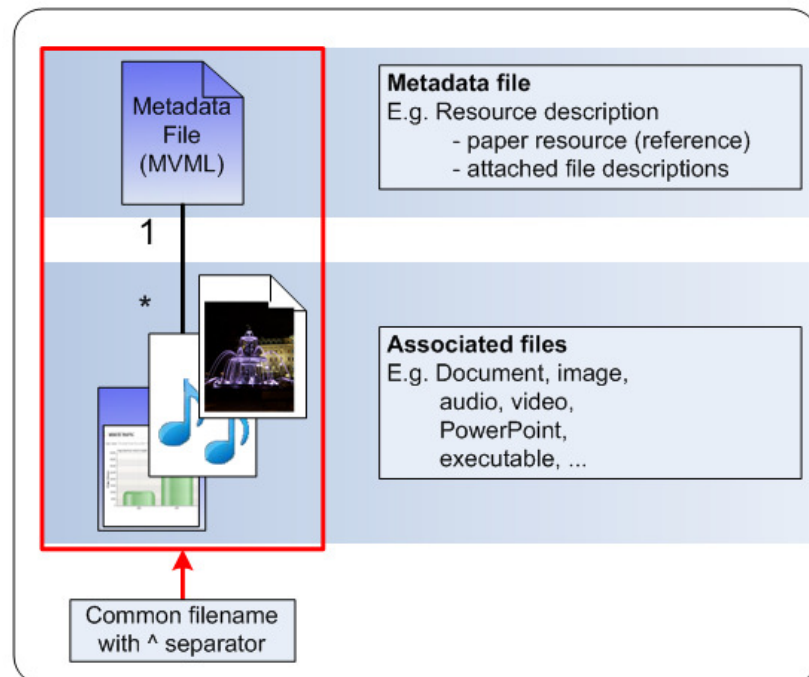 Metadata
File
(MVML)
Metadata file
E.g. Resource description
- paper resource (reference)
- attached file descriptions
1
*
Associated files
E.g. Document, image,
audio, video,
PowerPoint,
executable, ...
Common filename
with ^ separator